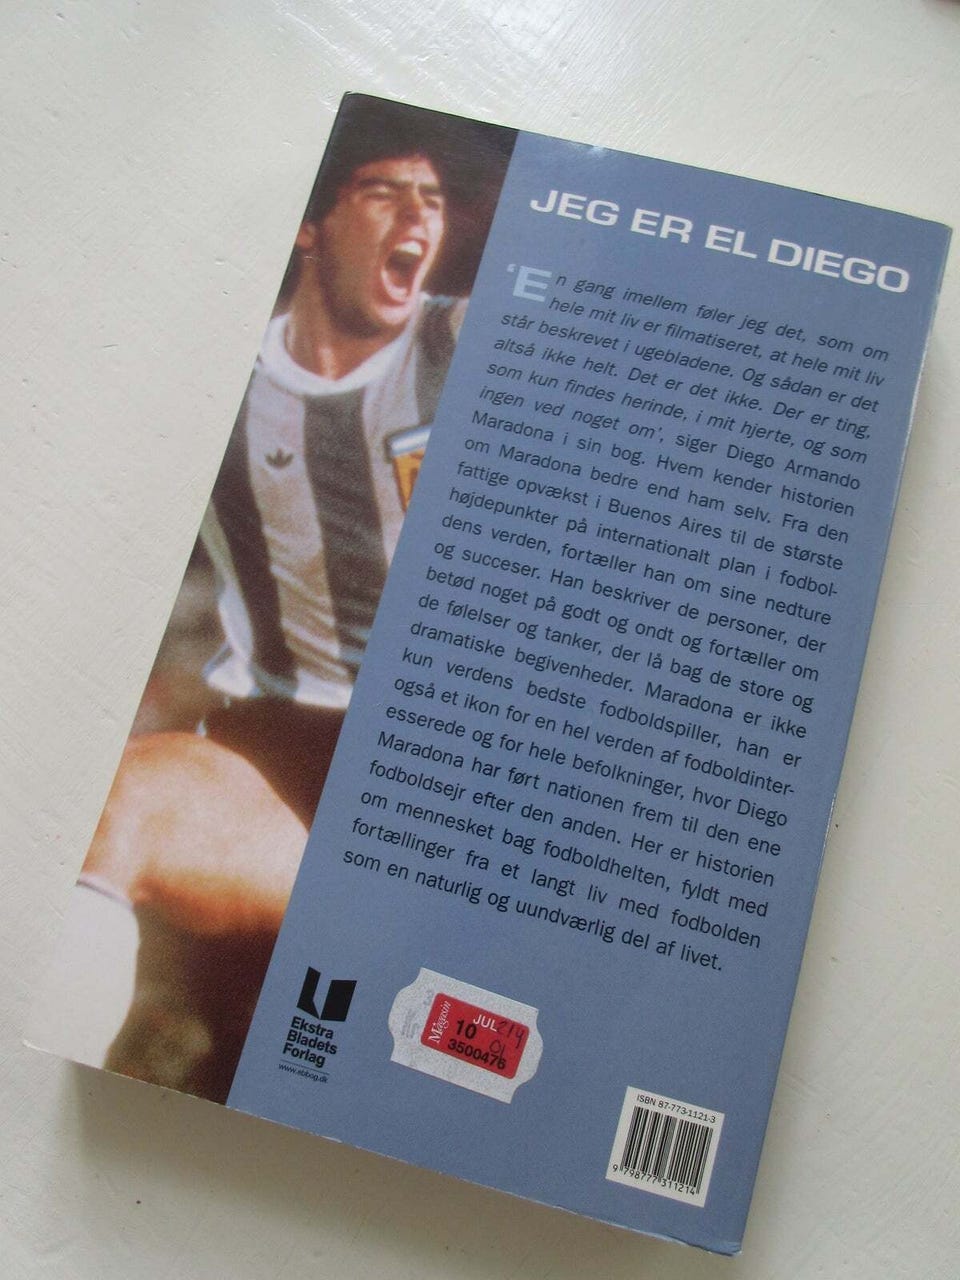 JEG ER EL DIEGO
'En gang imellem føler jeg det, som om
hele mit liv er filmatiseret, at hele mit liv
står beskrevet i ugebladene. Og sådan er det
altså ikke helt. Det er det ikke. Der er ting,
som kun findes herinde, i mit hjerte, og som
ingen ved noget om', siger Diego Armando
Maradona i sin bog. Hvem kender historien
om Maradona bedre end ham selv. Fra den
fattige opvækst i Buenos Aires til de største
højdepunkter på internationalt plan i fodbol-
dens verden, fortæller han om sine nedture
og succeser. Han beskriver de personer, der
betød noget på godt og ondt og fortæller om
de følelser og tanker, der lå bag de store og
dramatiske begivenheder. Maradona er ikke
kun verdens bedste fodboldspiller, han er
også et ikon for en hel verden af fodboldinter-
esserede og for hele befolkninger, hvor Diego
Maradona har ført nationen frem til den ene
fodboldsejr efter den anden. Her er historien
om mennesket bag fodboldhelten, fyldt med
fortællinger fra et langt liv med fodbolden
som en naturlig og uundværlig del af livet.
Ekstra
Bladets
Forlag
www.ebbog.dk
Magasin
JUL
10
3500476
ISBN 87-773-1121-3
9 798777 311214